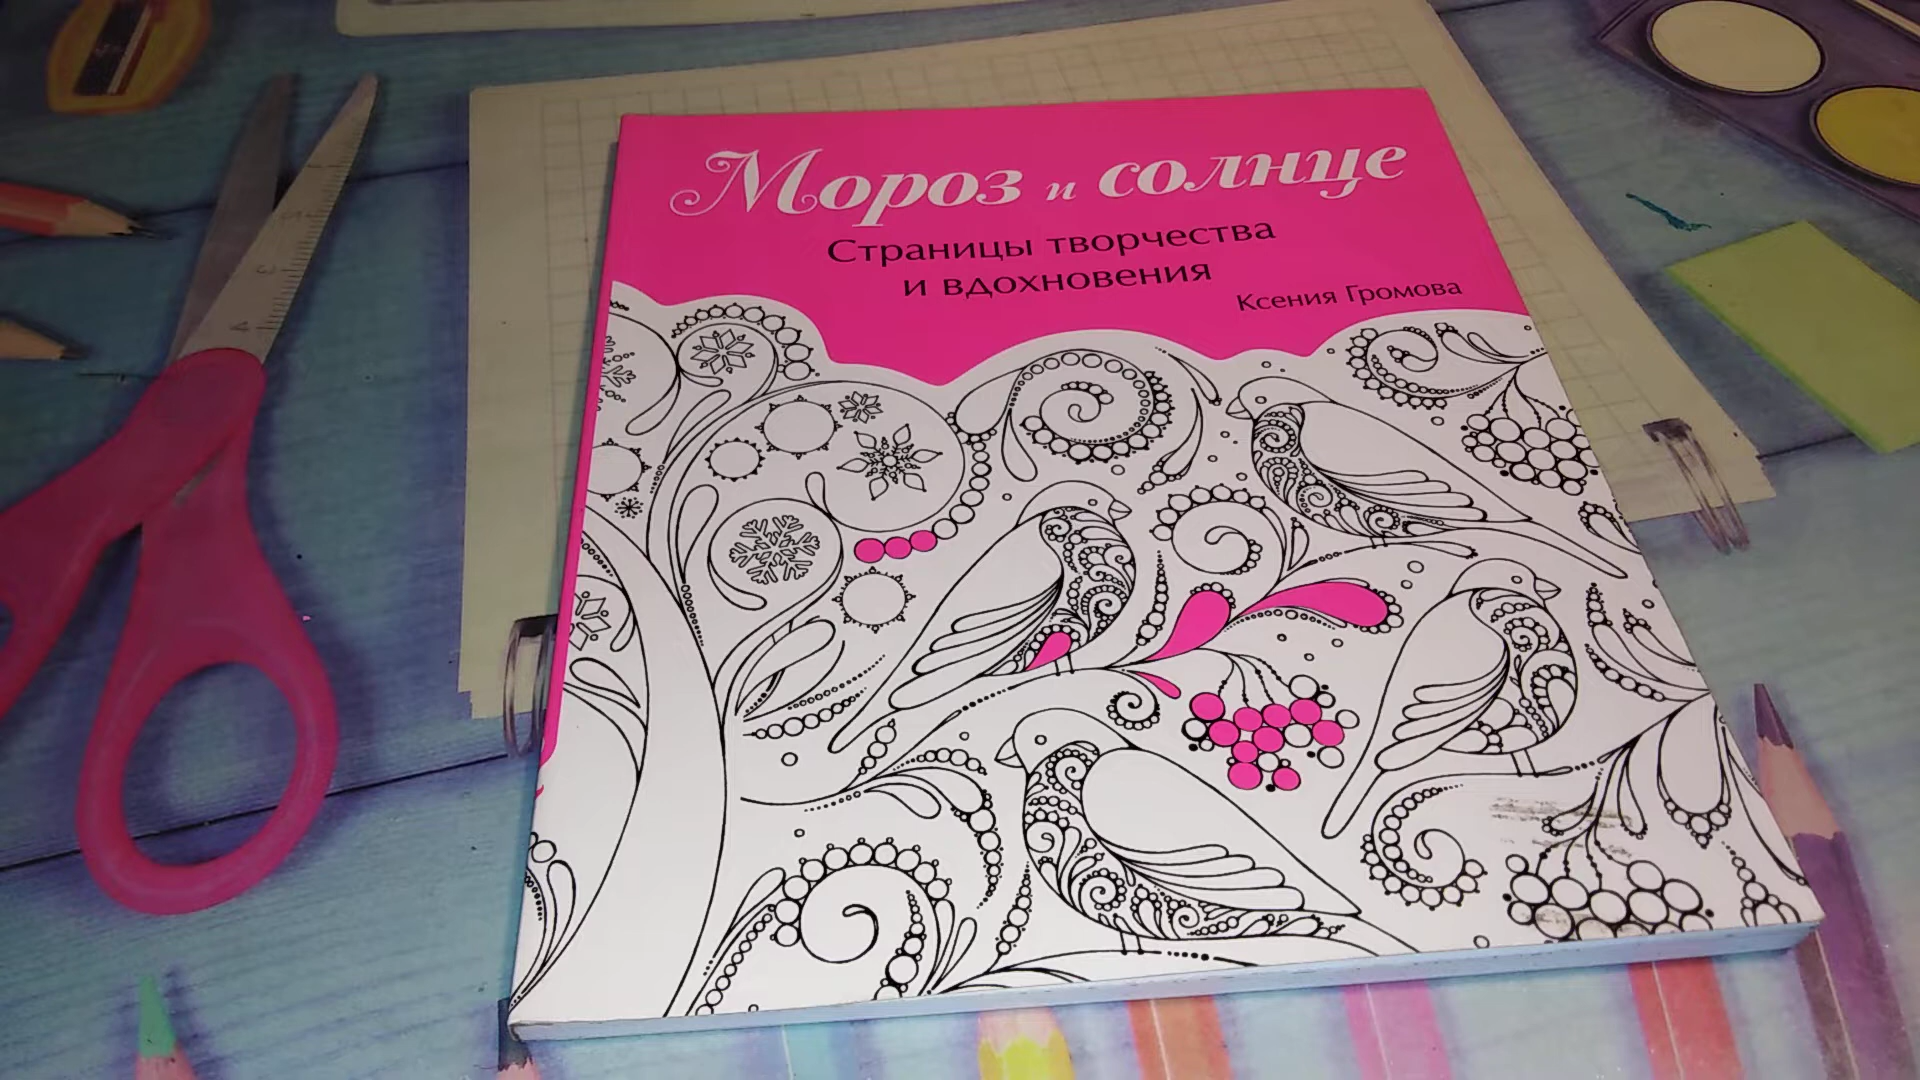 Мороз и солнце
Страницы творчества
и вдохновения
Ксения Громова